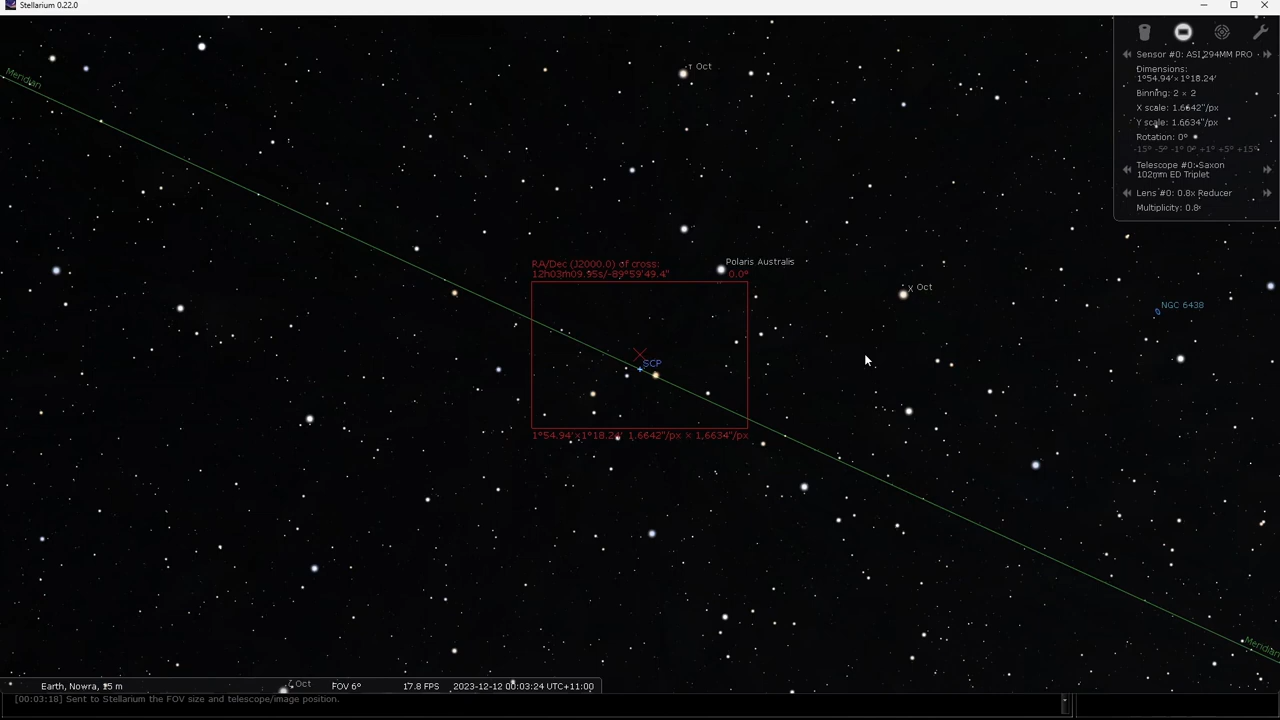 Stellarium 0.22.0
Meridian
τ Oct
Sensor #0: ASI 294MM PRO
Dimensions:
1°54.94'×1°18.24'
Binning: 2 × 2
X scale: 1.6642"/px
Y scale: 1.6634"/px
Rotation: 0°
-15° -5° -1° 0° +1° +5° +15°
Telescope #0: Saxon
102mm ED Triplet
Lens #0: 0.8x Reducer
Multiplicity: 0.8×
RA/Dec (J2000.0) of cross:
12h03m09.95s/-89°59'49.4" 0.0°
Polaris Australis
χ Oct
NGC 6438
SCP
1°54.94'×1°18.24' 1.6642"/px × 1.6634"/px
Meridian
ζ Oct
Earth, Nowra, 15 m FOV 6° 17.8 FPS 2023-12-12 00:03:24 UTC+11:00
[00:03:18] Sent to Stellarium the FOV size and telescope/image position.